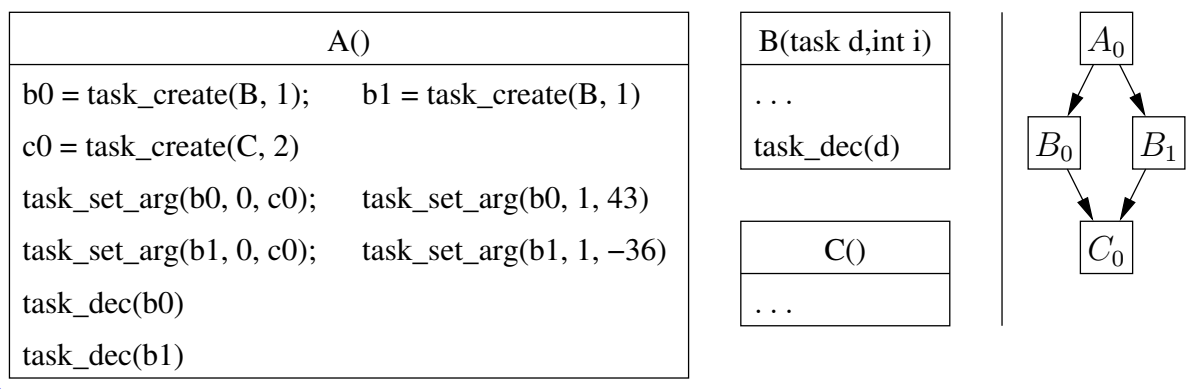 A()
b0 = task_create(B, 1); b1 = task_create(B, 1)
c0 = task_create(C, 2)
task_set_arg(b0, 0, c0); task_set_arg(b0, 1, 43)
task_set_arg(b1, 0, c0); task_set_arg(b1, 1, −36)
task_dec(b0)
task_dec(b1)
B(task d,int i)
. . .
task_dec(d)
C()
. . .
A₀
B₀ B₁
C₀